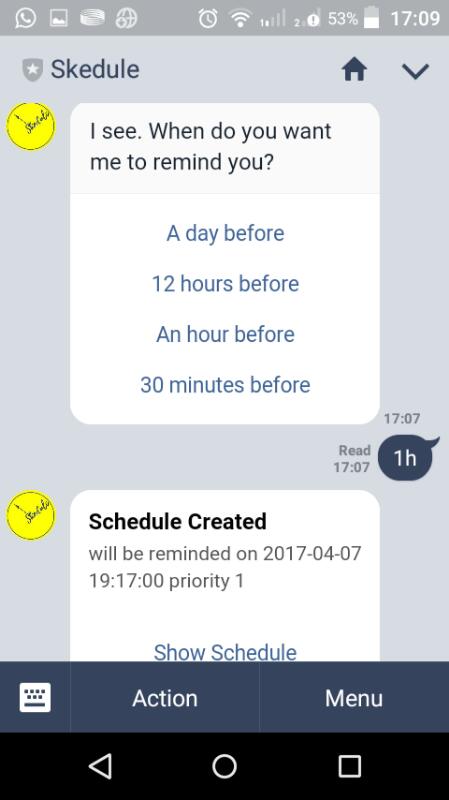 53% 17:09
Skedule
I see. When do you want
me to remind you?
A day before
12 hours before
An hour before
30 minutes before
17:07
Read
17:07
1h
Schedule Created
will be reminded on 2017-04-07
19:17:00 priority 1
Show Schedule
Action
Menu